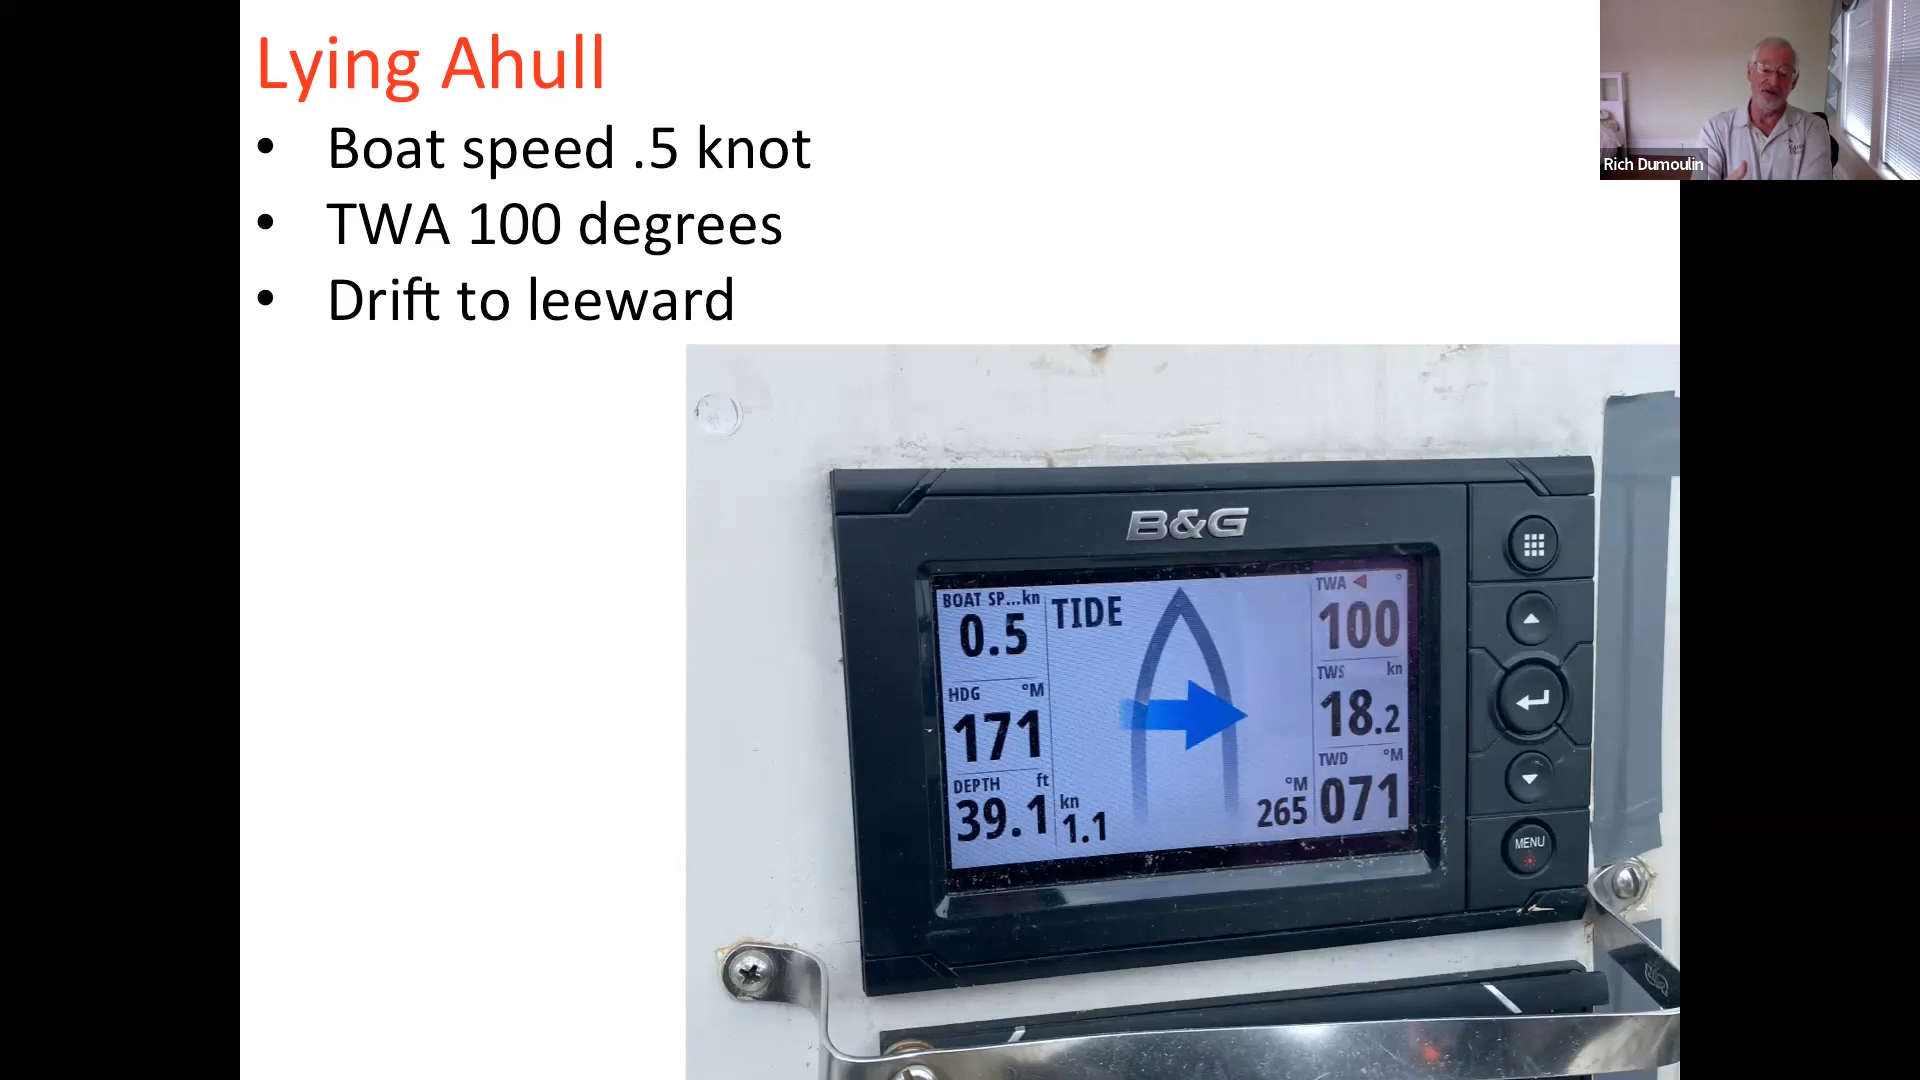 Lying Ahull
• Boat speed .5 knot
• TWA 100 degrees
• Drift to leeward
Rich Dumoulin
B&G
BOAT SP...kn
0.5
HDG °M
171
DEPTH ft
39.1
TIDE
kn
1.1
°M
265
TWA °
100
TWS kn
18.2
TWD °M
071
MENU